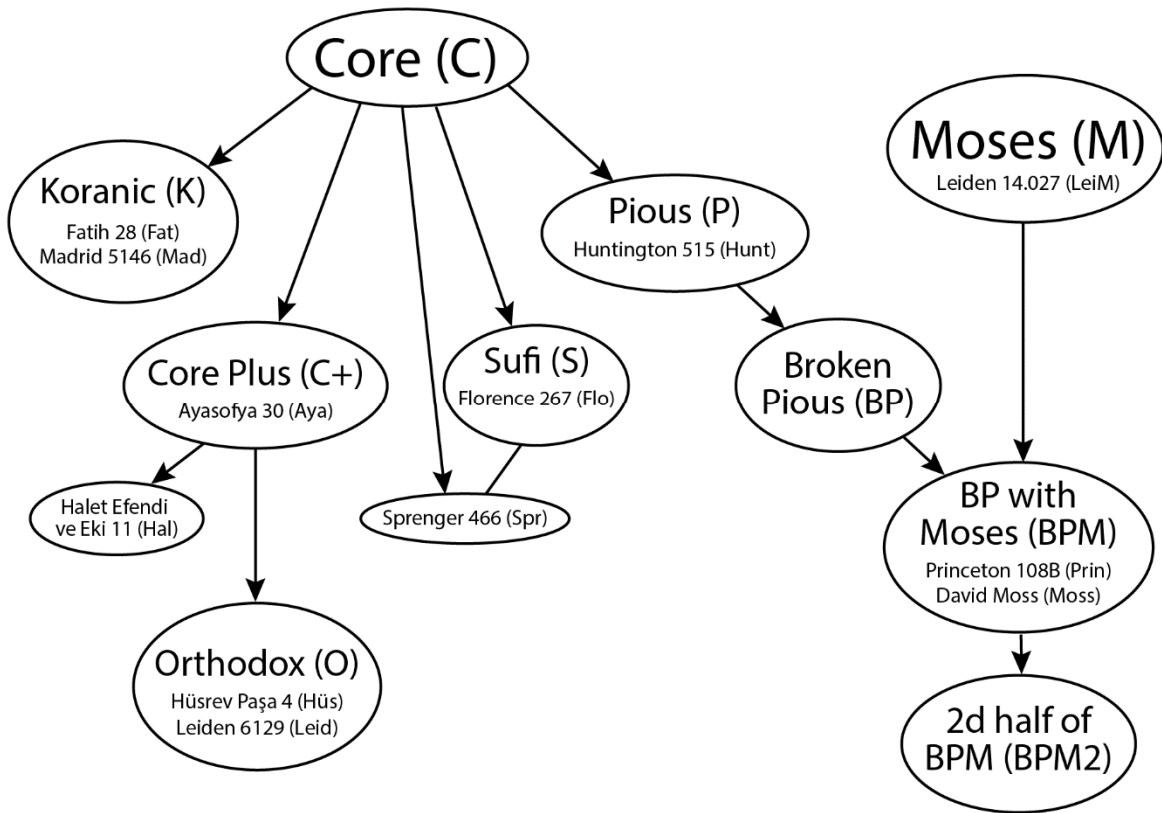 Core (C)
Koranic (K)
Fatih 28 (Fat)
Madrid 5146 (Mad)
Pious (P)
Huntington 515 (Hunt)
Moses (M)
Leiden 14.027 (LeiM)
Core Plus (C+)
Ayasofya 30 (Aya)
Sufi (S)
Florence 267 (Flo)
Broken
Pious (BP)
Halet Efendi
ve Eki 11 (Hal)
Sprenger 466 (Spr)
BP with
Moses (BPM)
Princeton 108B (Prin)
David Moss (Moss)
Orthodox (O)
Hüsrev Paşa 4 (Hüs)
Leiden 6129 (Leid)
2d half of
BPM (BPM2)